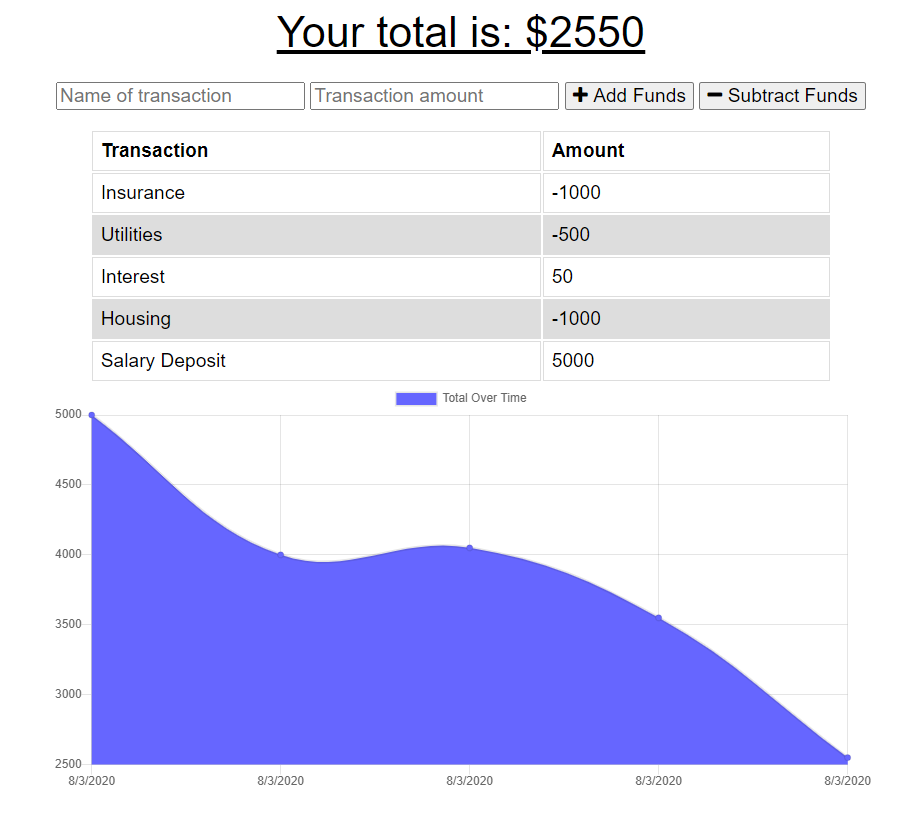 Your total is: $2550
Name of transaction Transaction amount Add Funds Subtract Funds
Transaction Amount
Insurance -1000
Utilities -500
Interest 50
Housing -1000
Salary Deposit 5000
Total Over Time
5000
4500
4000
3500
3000
2500
8/3/2020 8/3/2020 8/3/2020 8/3/2020 8/3/2020